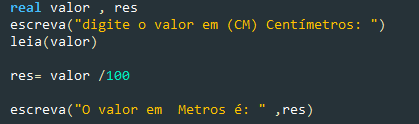 real valor , res
escreva("digite o valor em (CM) Centímetros: ")
leia(valor)
res= valor /100
escreva("O valor em  Metros é: " ,res)